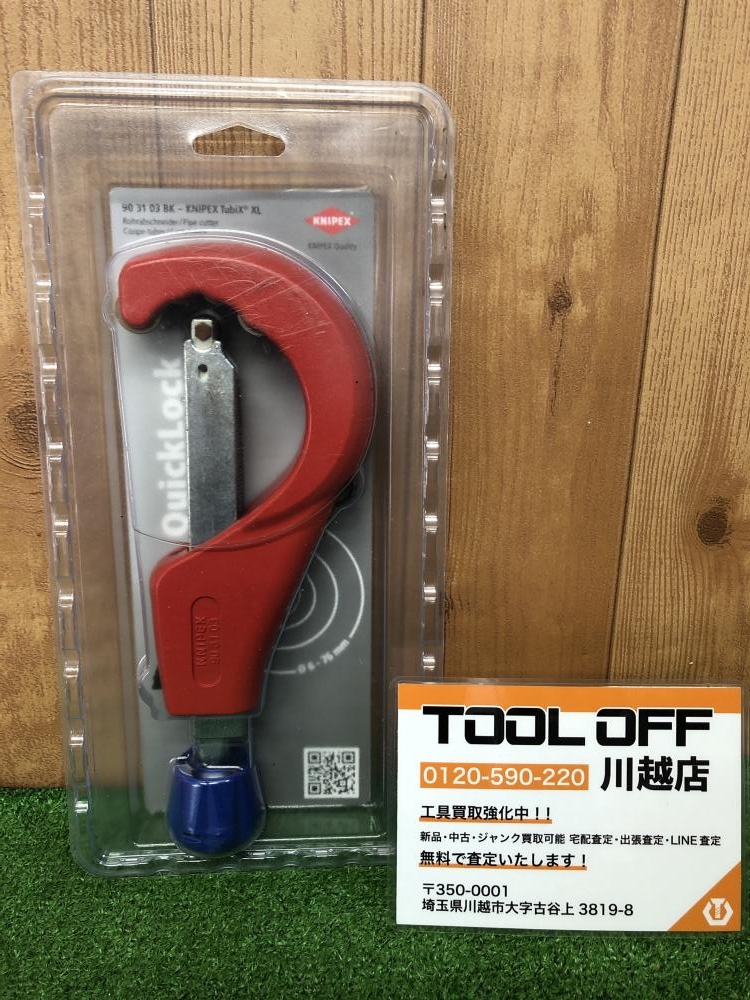 90 31 03 BK – KNIPEX TubiX® XL
Rohrabschneider/Pipe cutter
KNIPEX
KNIPEX Quality
QuickLock
KNIPEX
90 31 03
Ø 6 - 76 mm
TOOL OFF
0120-590-220 川越店
工具買取強化中！！
新品・中古・ジャンク買取可能 宅配査定・出張査定・LINE査定
無料で査定いたします！
〒350-0001
埼玉県川越市大字古谷上 3819-8